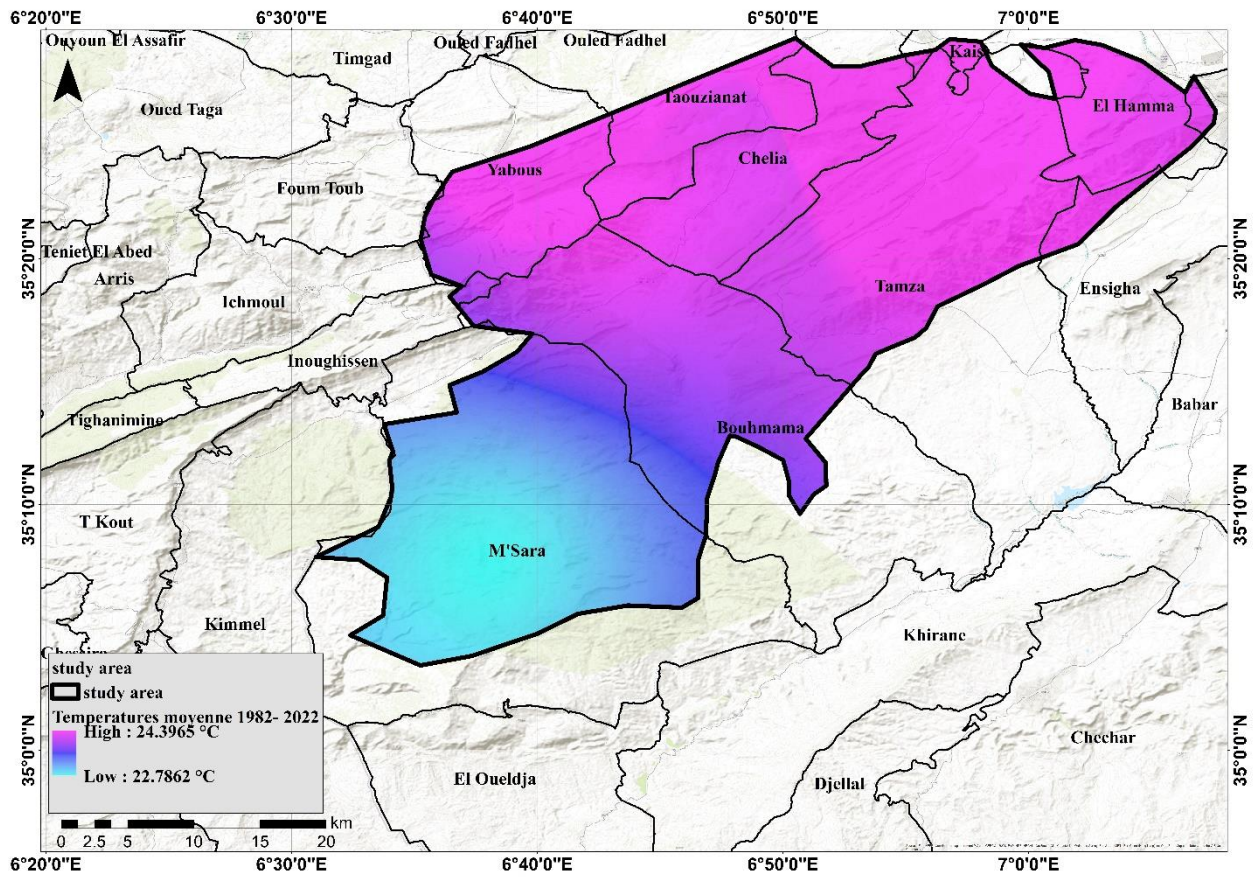 6°20'0"E 6°30'0"E 6°40'0"E 6°50'0"E 7°0'0"E
Ouyoun El Assafir
Timgad
Ouled Fadhel
Ouled Fadhel
Kais
Oued Taga
Taouzianat
El Hamma
Yabous
Chelia
Foum Toub
35°20'0"N
35°20'0"N
Teniet El Abed
Arris
Ichmoul
Tamza
Ensigha
Inoughissen
Tighanimine
Bouhmama
Babar
35°10'0"N
35°10'0"N
T Kout
M'Sara
Kimmel
Khirane
study area
study area
Temperatures moyenne 1982- 2022
High : 24.3965 °C
Low : 22.7862 °C
35°0'0"N
35°0'0"N
Chechar
El Oueldja
Djellal
km
0 2.5 5 10 15 20
6°20'0"E 6°30'0"E 6°40'0"E 6°50'0"E 7°0'0"E